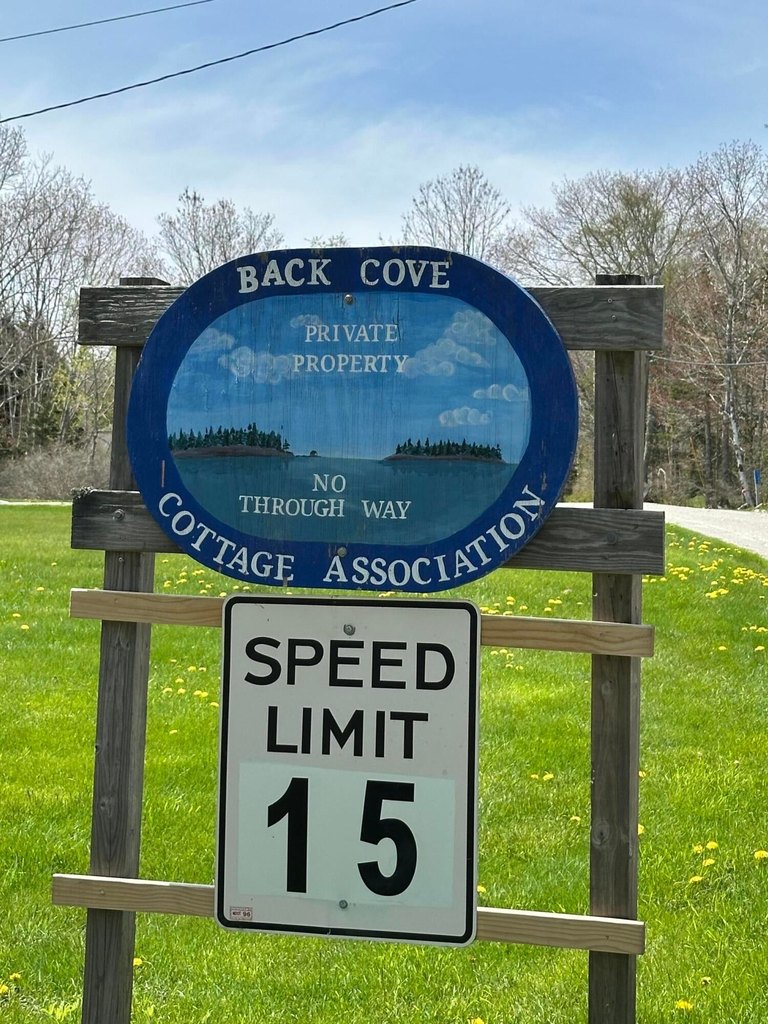 BACK COVE
PRIVATE
PROPERTY
NO
THROUGH WAY
COTTAGE ASSOCIATION
SPEED
LIMIT
15